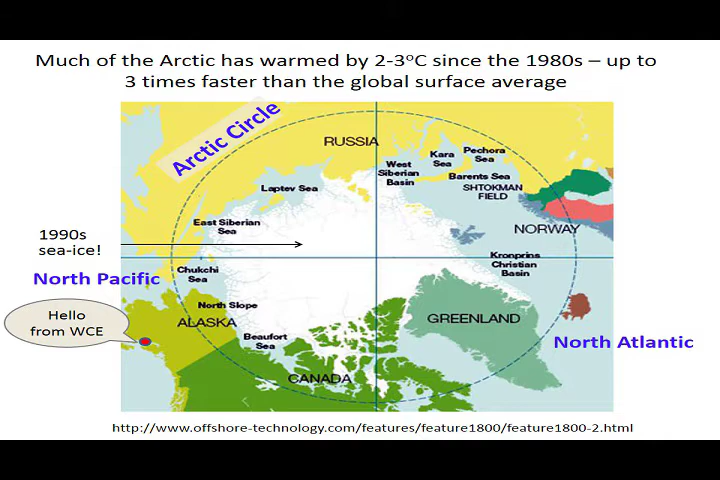 Much of the Arctic has warmed by 2-3°C since the 1980s – up to
3 times faster than the global surface average
Arctic Circle
RUSSIA
West
Siberian
Basin
Kara
Sea
Pechora
Sea
Barents Sea
SHTOKMAN
FIELD
Laptev Sea
East Siberian
Sea
NORWAY
1990s
sea-ice!
Kronprins
Christian
Basin
North Pacific
Chukchi
Sea
North Slope
Hello
from WCE
ALASKA
GREENLAND
Beaufort
Sea
North Atlantic
CANADA
http://www.offshore-technology.com/features/feature1800/feature1800-2.html